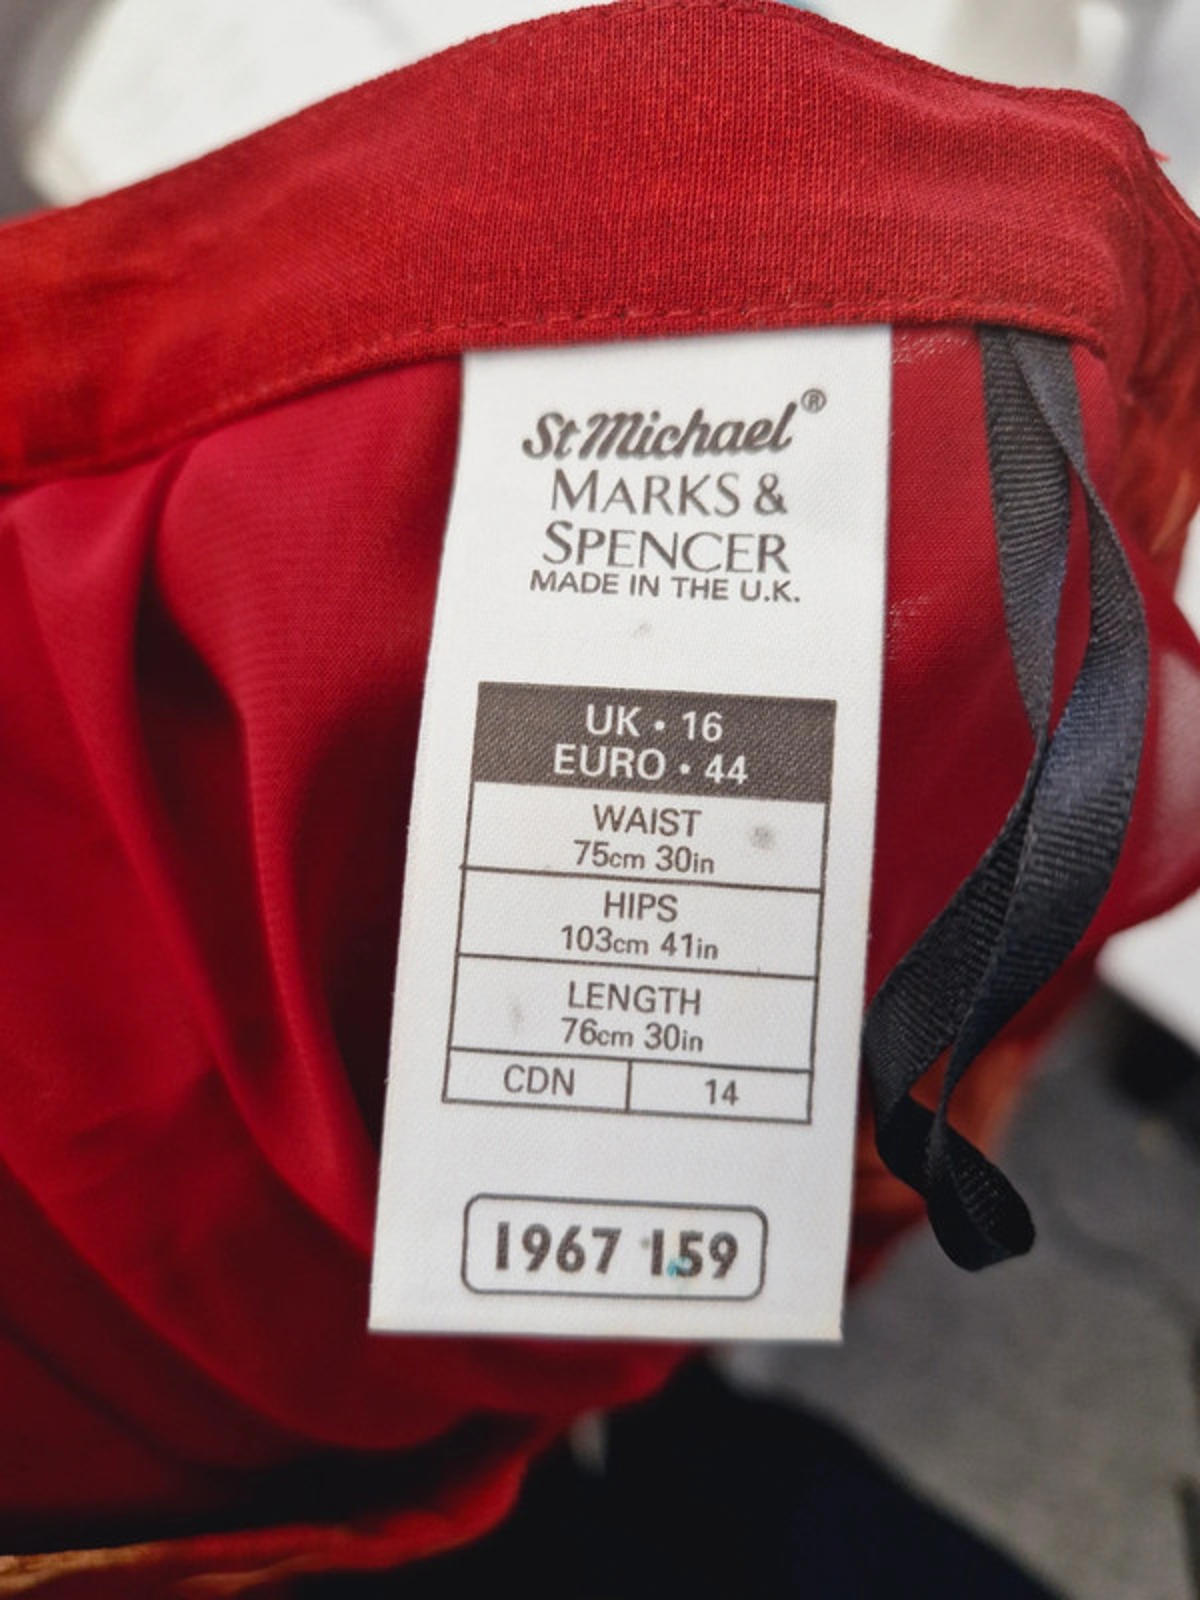 St Michael®
MARKS &
SPENCER
MADE IN THE U.K.
UK • 16
EURO • 44
WAIST
75cm 30in
HIPS
103cm 41in
LENGTH
76cm 30in
CDN 14
1967 159